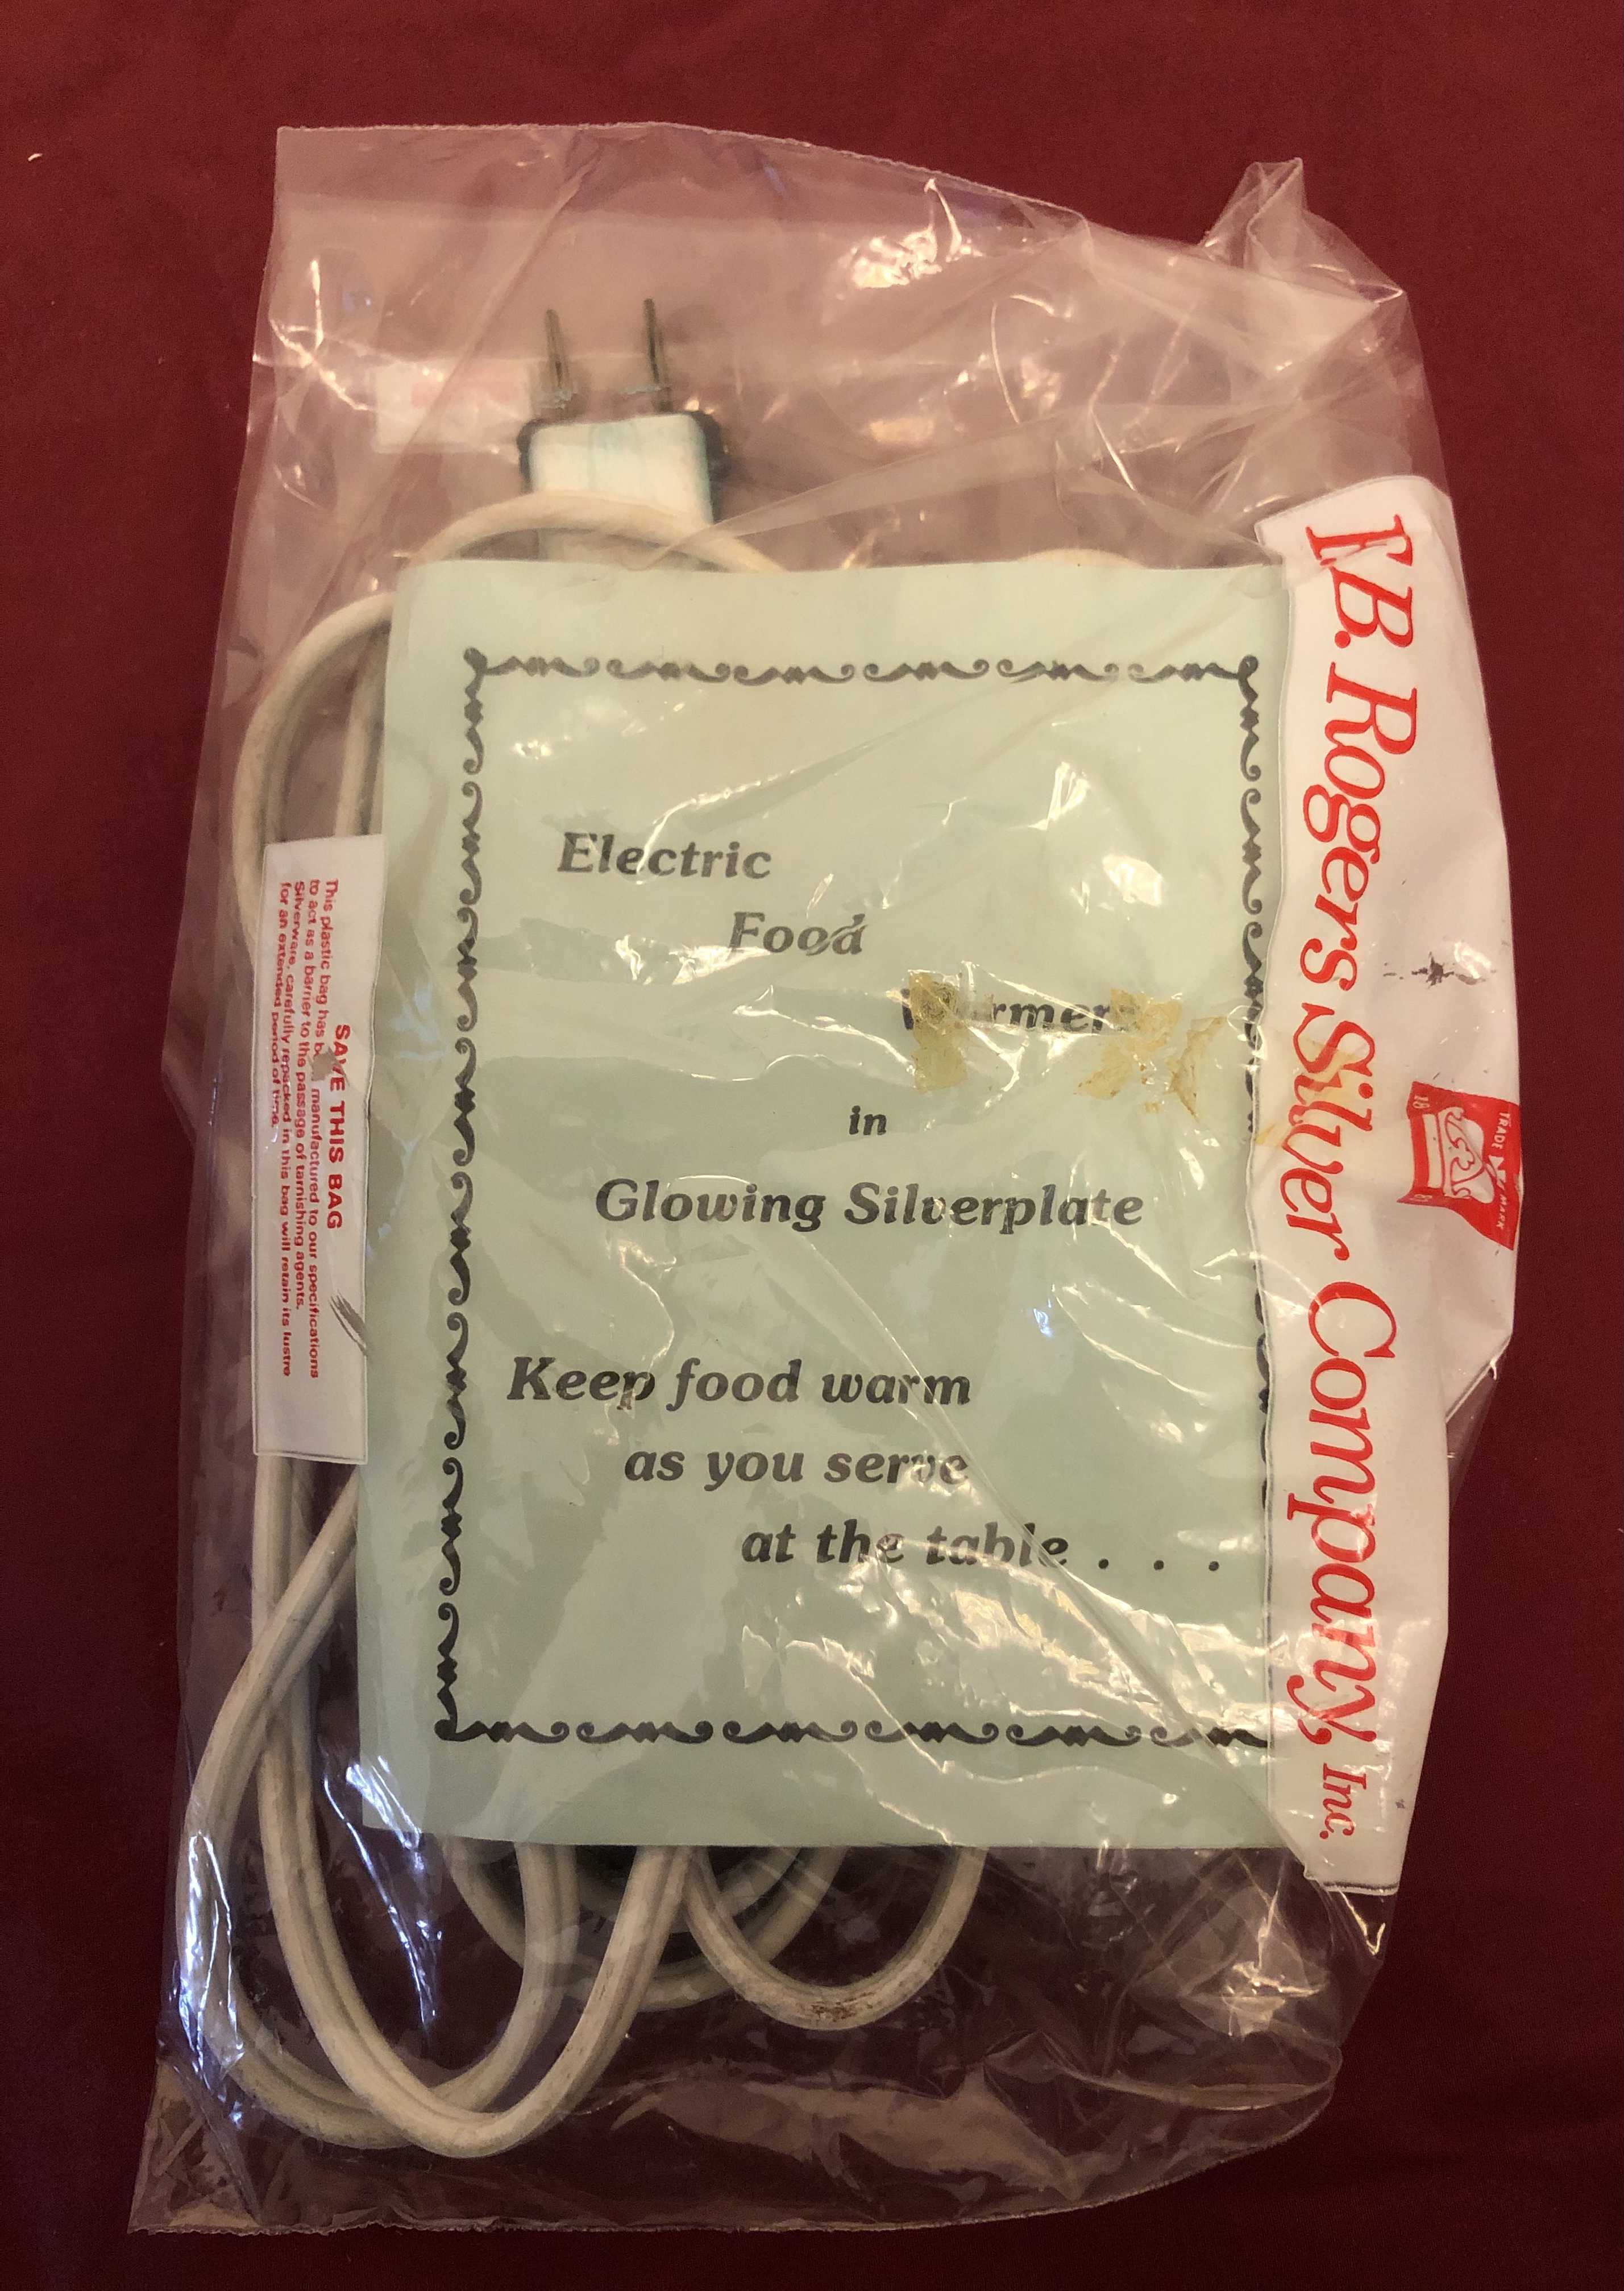 Electric
Food
Warmers
in
Glowing Silverplate
Keep food warm
as you serve
at the table . . .
F.B. Rogers Silver Company, Inc.
TRADE MARK
18
SAVE THIS BAG
This plastic bag has been manufactured to our specifications
to act as a barrier to the passage of tarnishing agents.
Silverware, carefully repacked in this bag will retain its lustre
for an extended period of time.